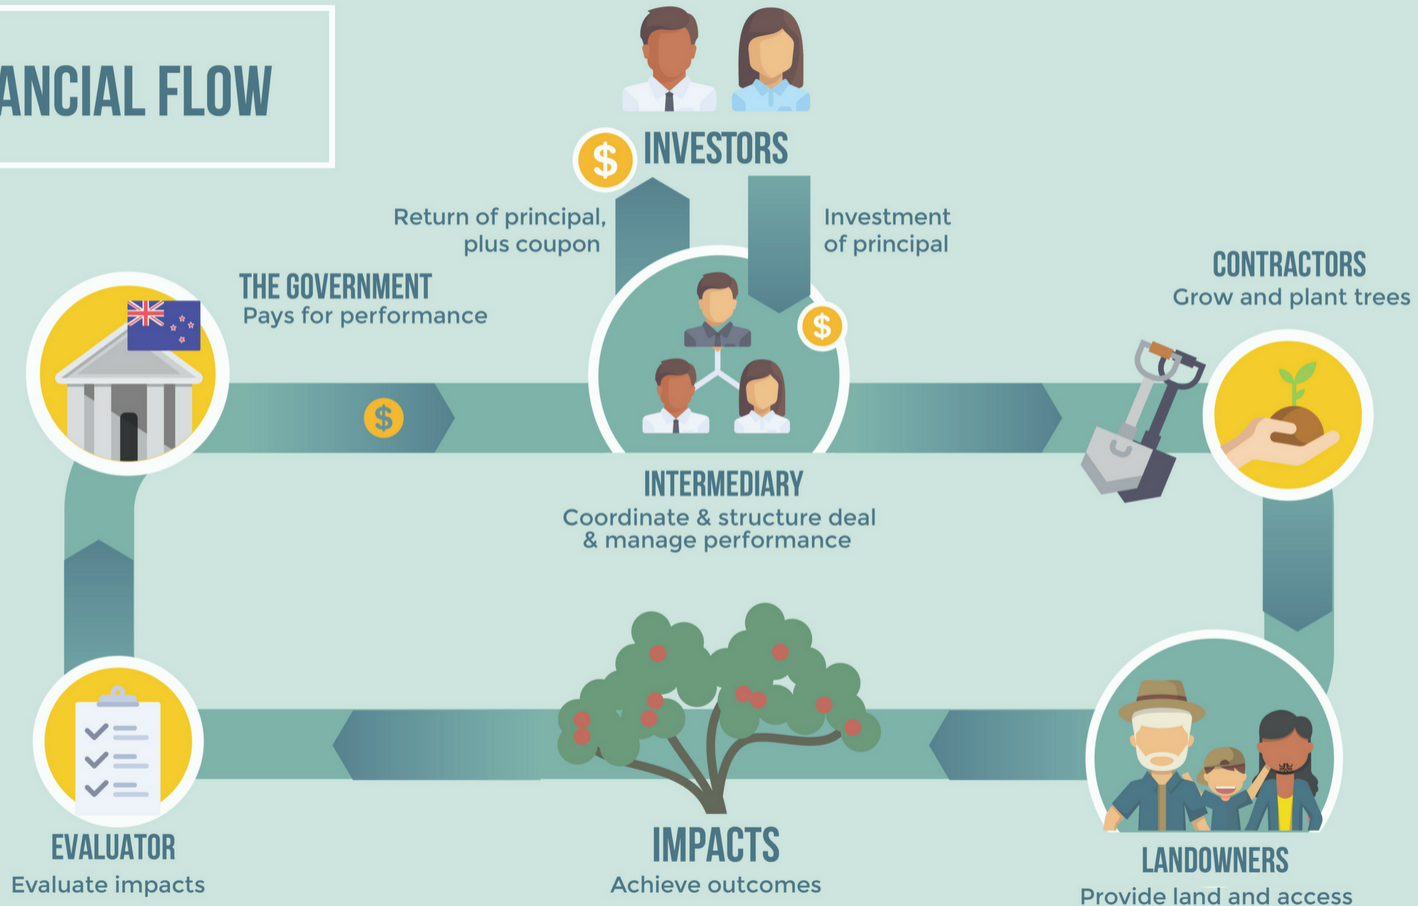 ANCIAL FLOW
INVESTORS
$
Return of principal,
plus coupon
Investment
of principal
THE GOVERNMENT
Pays for performance
$
$
CONTRACTORS
Grow and plant trees
INTERMEDIARY
Coordinate & structure deal
& manage performance
EVALUATOR
Evaluate impacts
IMPACTS
Achieve outcomes
LANDOWNERS
Provide land and access